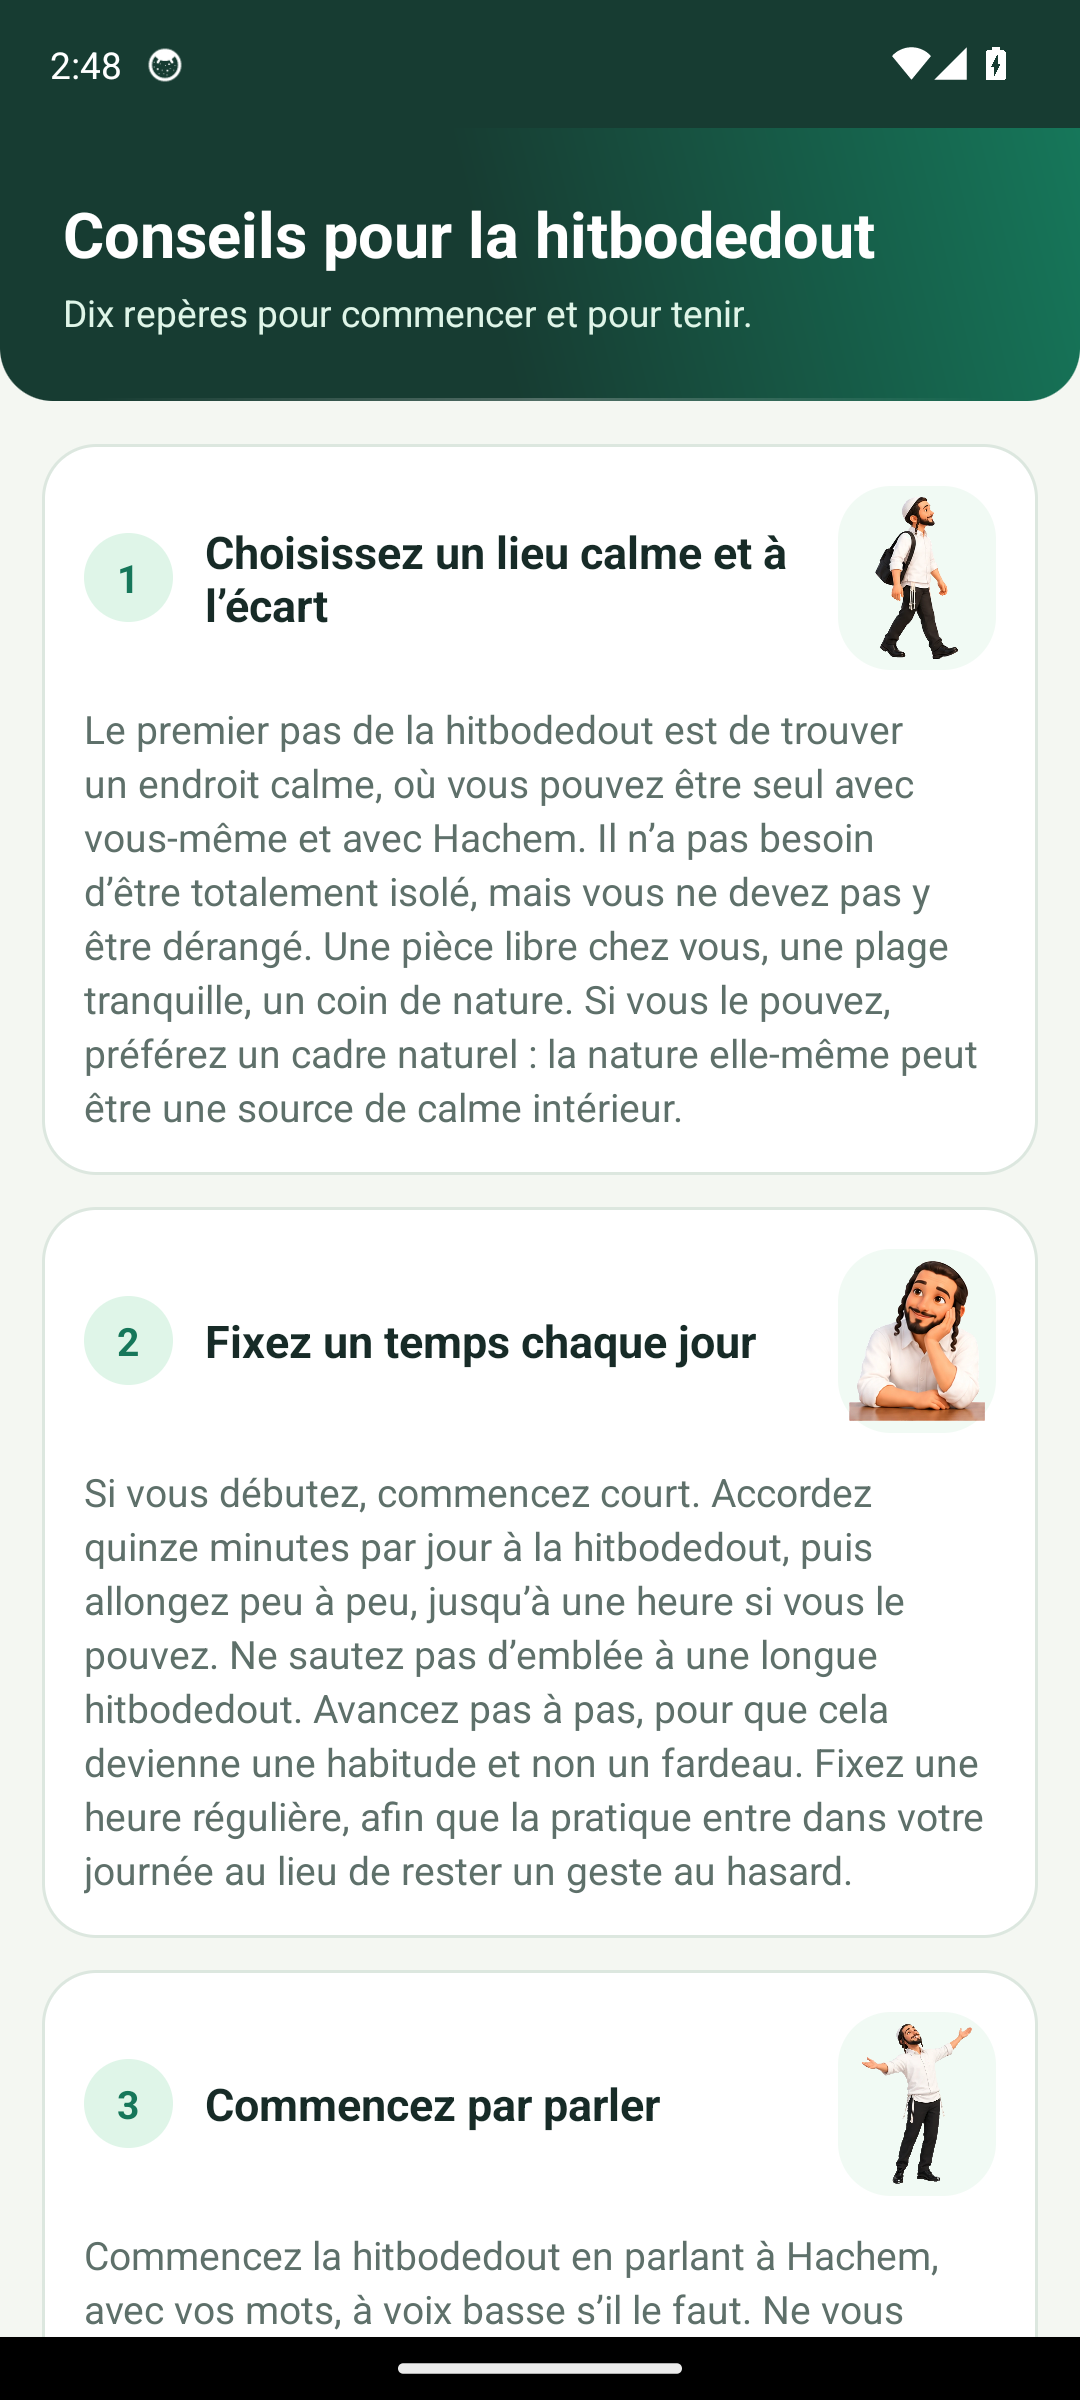 2:48
Conseils pour la hitbodedout
Dix repères pour commencer et pour tenir.
1
Choisissez un lieu calme et à
l’écart
Le premier pas de la hitbodedout est de trouver
un endroit calme, où vous pouvez être seul avec
vous-même et avec Hachem. Il n’a pas besoin
d’être totalement isolé, mais vous ne devez pas y
être dérangé. Une pièce libre chez vous, une plage
tranquille, un coin de nature. Si vous le pouvez,
préférez un cadre naturel : la nature elle-même peut
être une source de calme intérieur.
2
Fixez un temps chaque jour
Si vous débutez, commencez court. Accordez
quinze minutes par jour à la hitbodedout, puis
allongez peu à peu, jusqu’à une heure si vous le
pouvez. Ne sautez pas d’emblée à une longue
hitbodedout. Avancez pas à pas, pour que cela
devienne une habitude et non un fardeau. Fixez une
heure régulière, afin que la pratique entre dans votre
journée au lieu de rester un geste au hasard.
3
Commencez par parler
Commencez la hitbodedout en parlant à Hachem,
avec vos mots, à voix basse s’il le faut. Ne vous